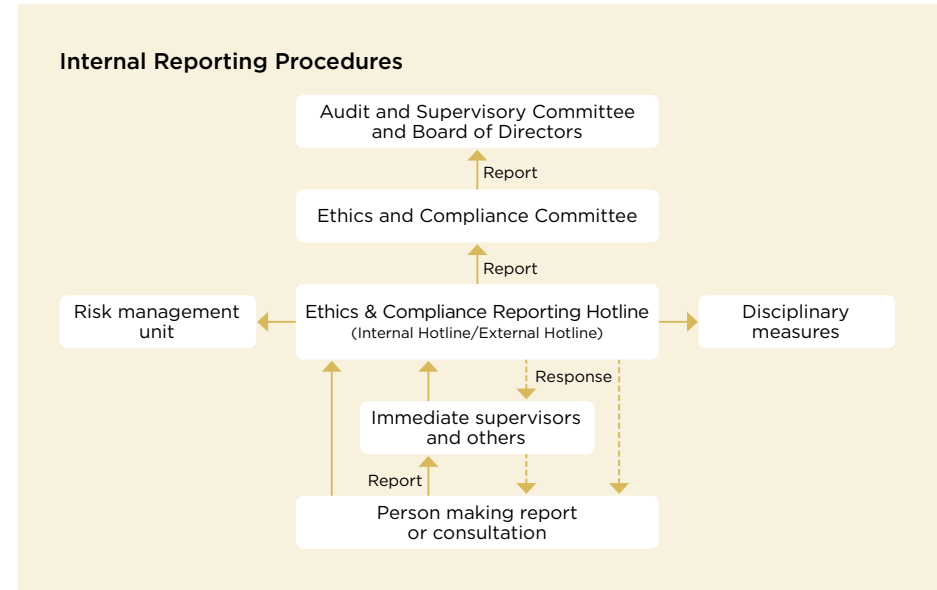 Internal Reporting Procedures
Audit and Supervisory Committee
and Board of Directors
Report
Ethics and Compliance Committee
Report
Risk management
unit
Ethics & Compliance Reporting Hotline
(Internal Hotline/External Hotline)
Disciplinary
measures
Response
Immediate supervisors
and others
Report
Person making report
or consultation